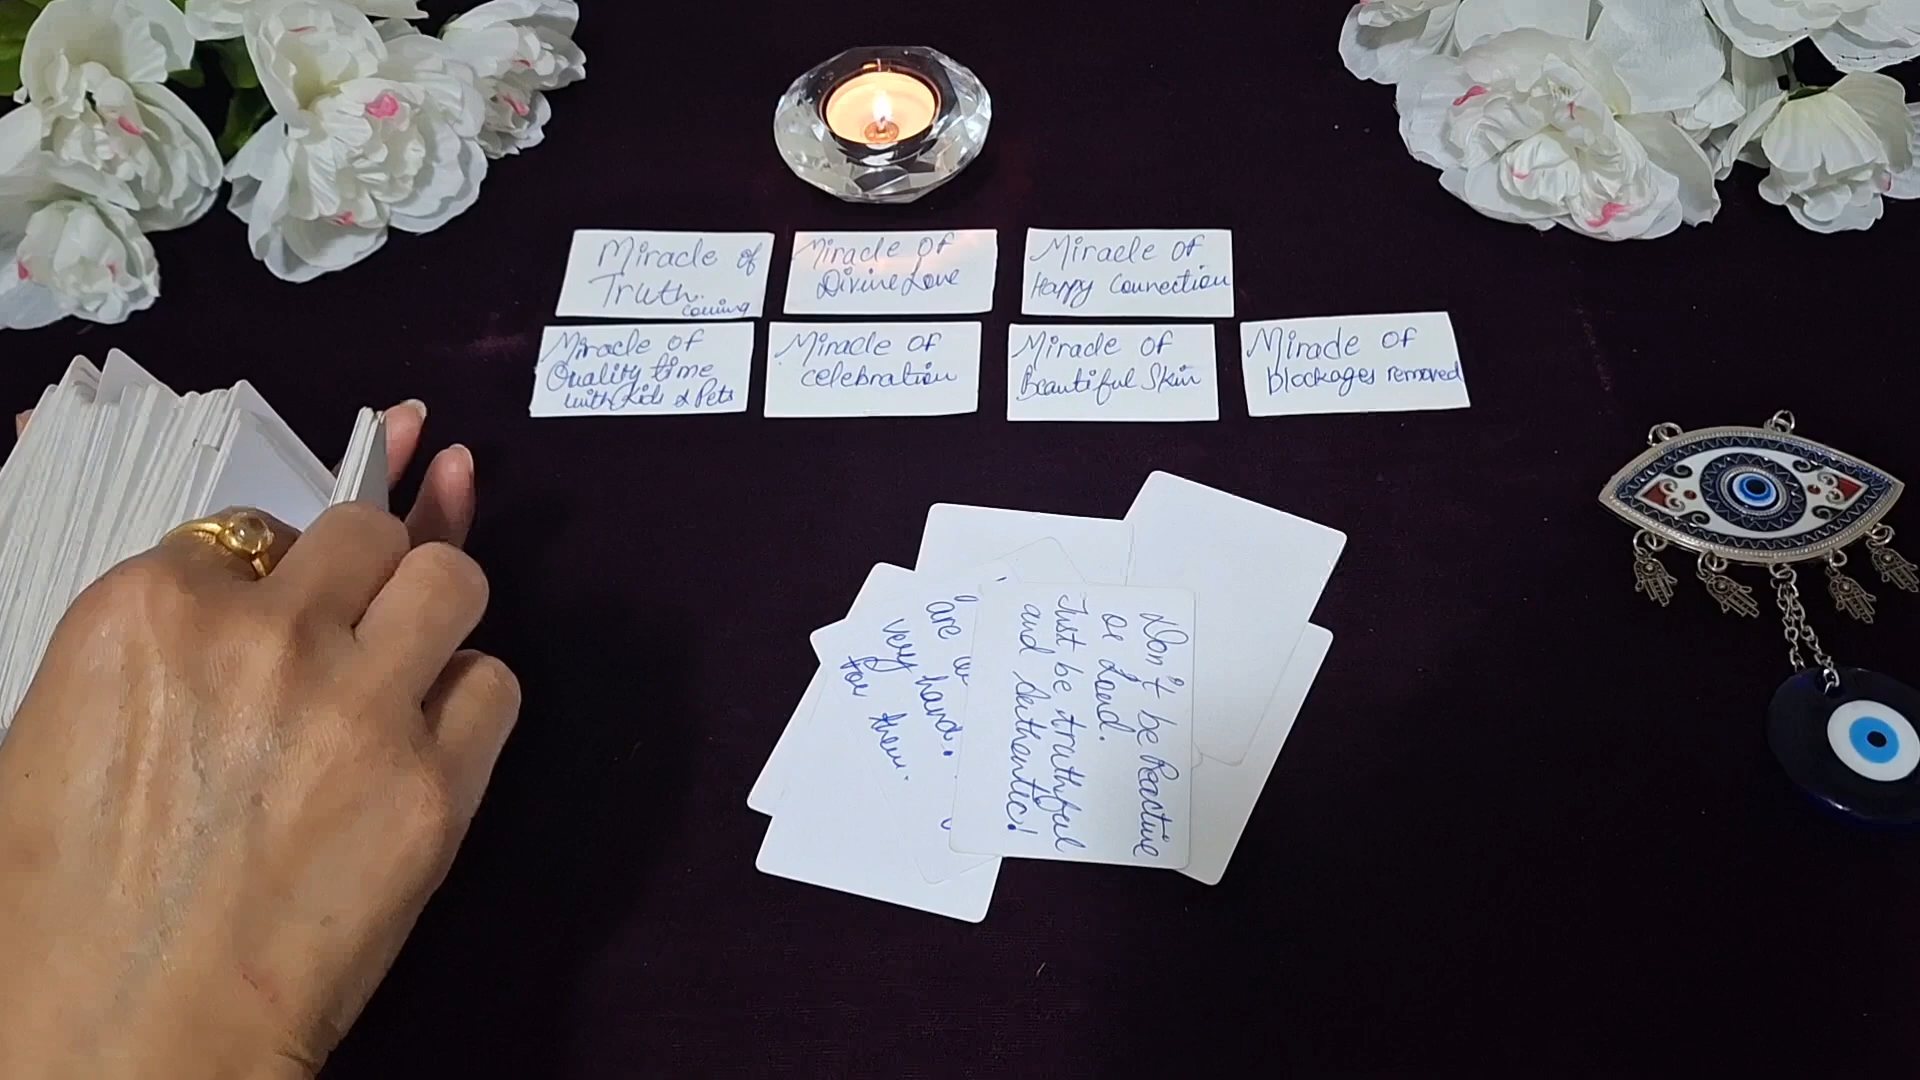 Miracle of
Truth.
coming
Miracle of
Divine Love
Miracle of
Happy Connection
Miracle of
Quality time
with Kids & Pets
Miracle of
celebration
Miracle of
Beautiful Skin
Miracle of
blockages removed
Don't be Reactive
or Loud.
Just be truthful
and Authentic!
are
very hard.
for them.